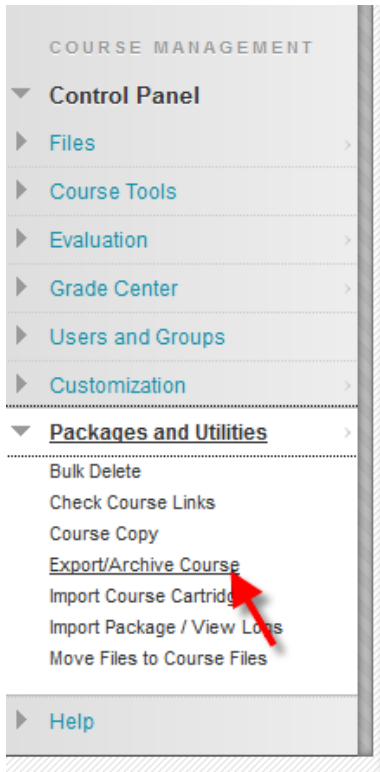 COURSE MANAGEMENT
Control Panel
Files
Course Tools
Evaluation
Grade Center
Users and Groups
Customization
Packages and Utilities
Bulk Delete
Check Course Links
Course Copy
Export/Archive Course
Import Course Cartridge
Import Package / View Logs
Move Files to Course Files
Help